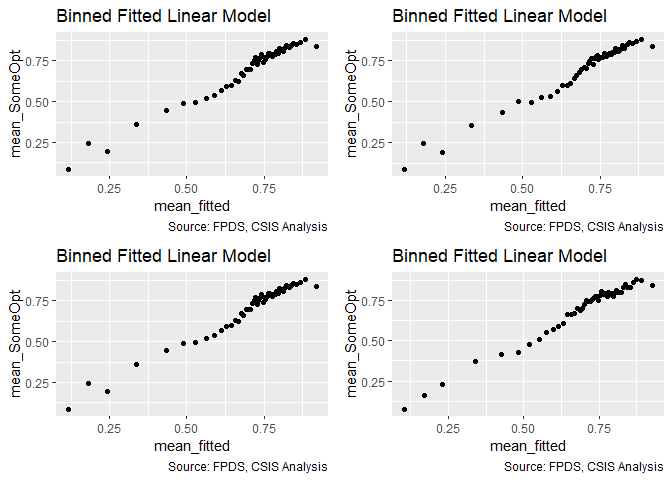 Binned Fitted Linear Model
mean_SomeOpt
0.75
0.50
0.25
0.25 0.50 0.75
mean_fitted
Source: FPDS, CSIS Analysis
Binned Fitted Linear Model
mean_SomeOpt
0.75
0.50
0.25
0.25 0.50 0.75
mean_fitted
Source: FPDS, CSIS Analysis
Binned Fitted Linear Model
mean_SomeOpt
0.75
0.50
0.25
0.25 0.50 0.75
mean_fitted
Source: FPDS, CSIS Analysis
Binned Fitted Linear Model
mean_SomeOpt
0.75
0.50
0.25
0.25 0.50 0.75
mean_fitted
Source: FPDS, CSIS Analysis